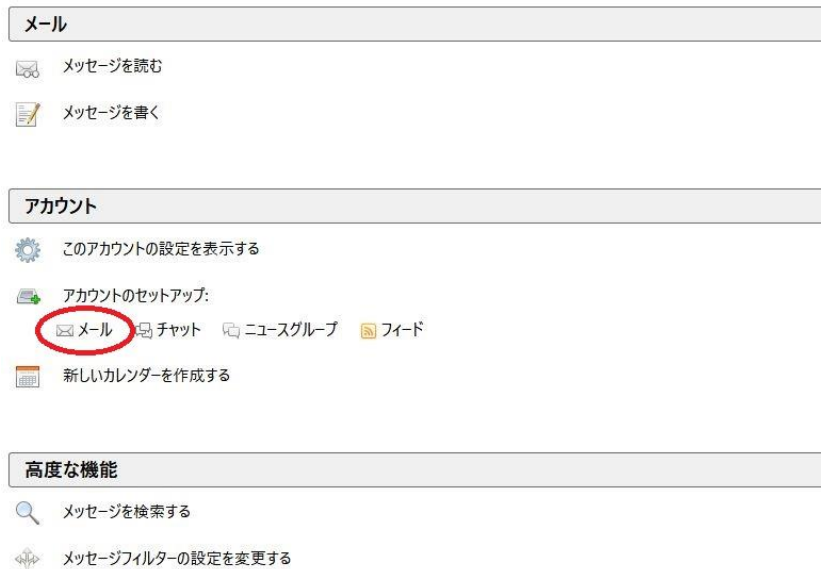 メール
メッセージを読む
メッセージを書く
アカウント
このアカウントの設定を表示する
アカウントのセットアップ:
メール チャット ニュースグループ フィード
新しいカレンダーを作成する
高度な機能
メッセージを検索する
メッセージフィルターの設定を変更する